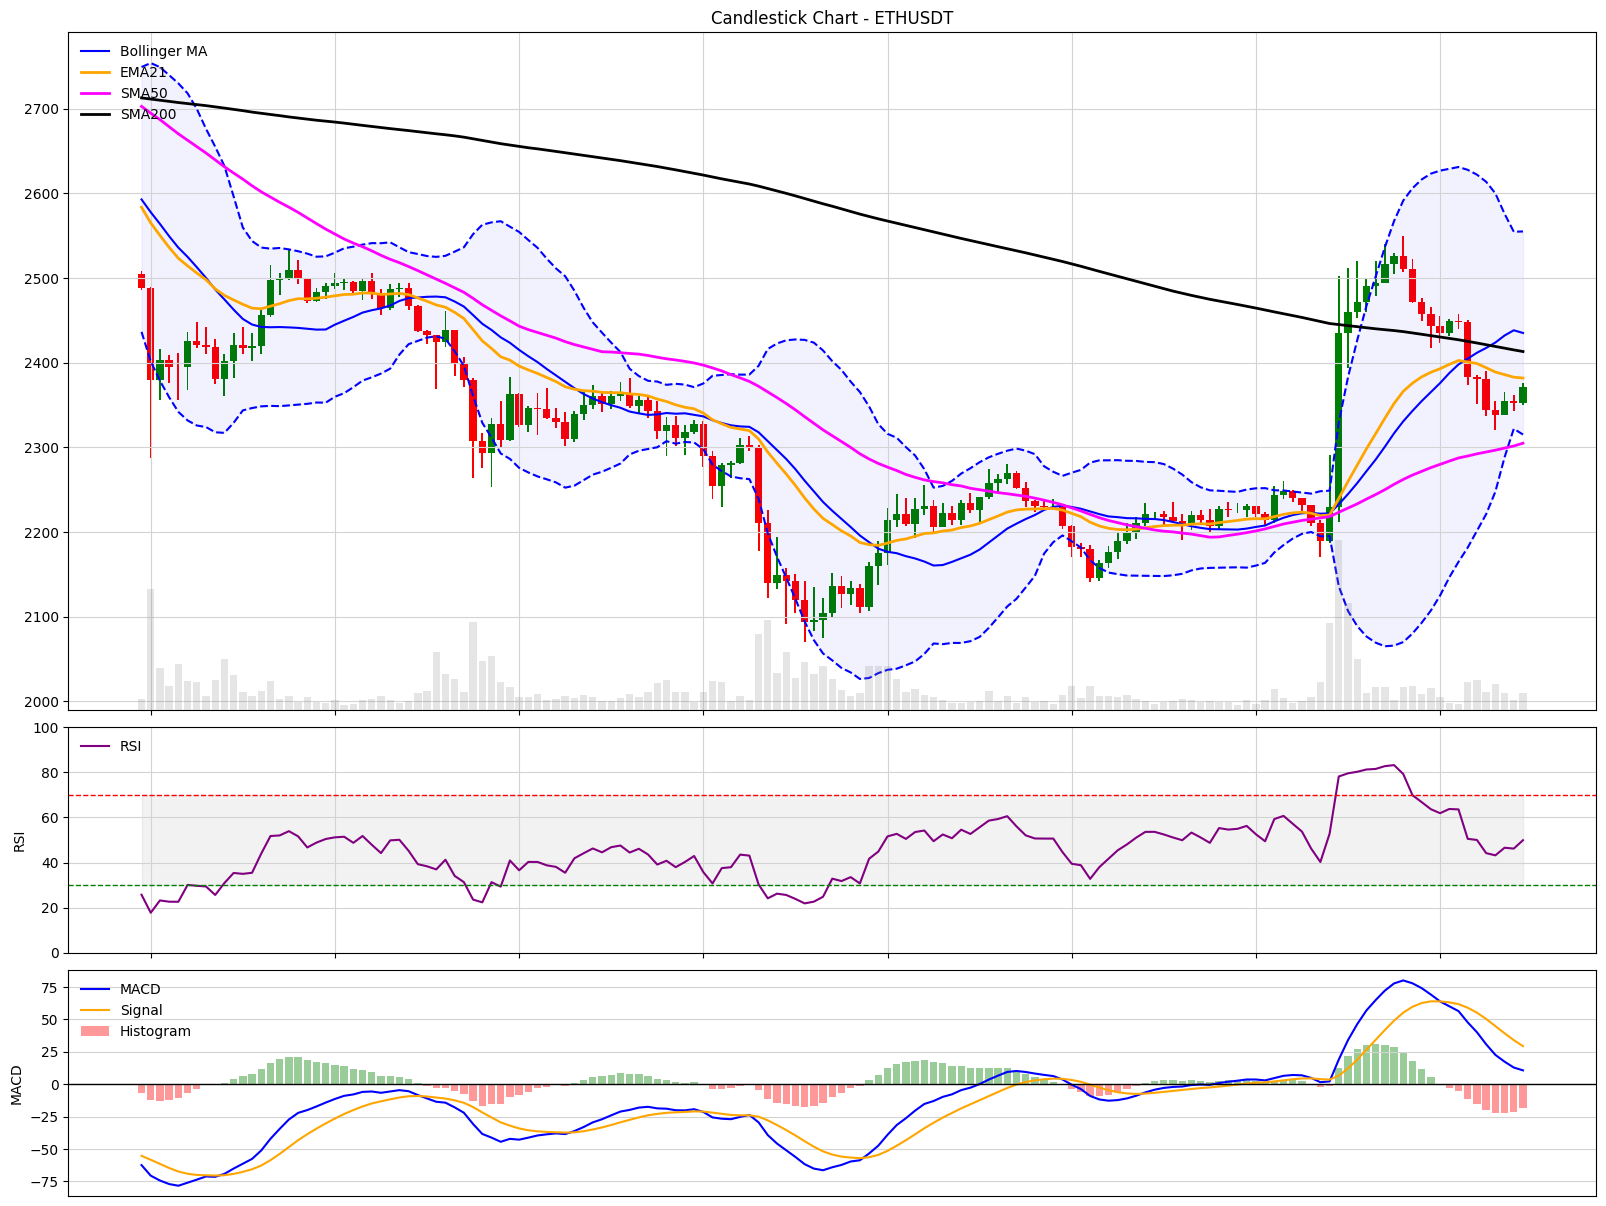 Candlestick Chart - ETHUSDT
Bollinger MA
EMA21
SMA50
SMA200
2700
2600
2500
2400
2300
2200
2100
2000
RSI
100
80
60
40
20
0
RSI
MACD
Signal
Histogram
75
50
25
0
−25
−50
−75
MACD